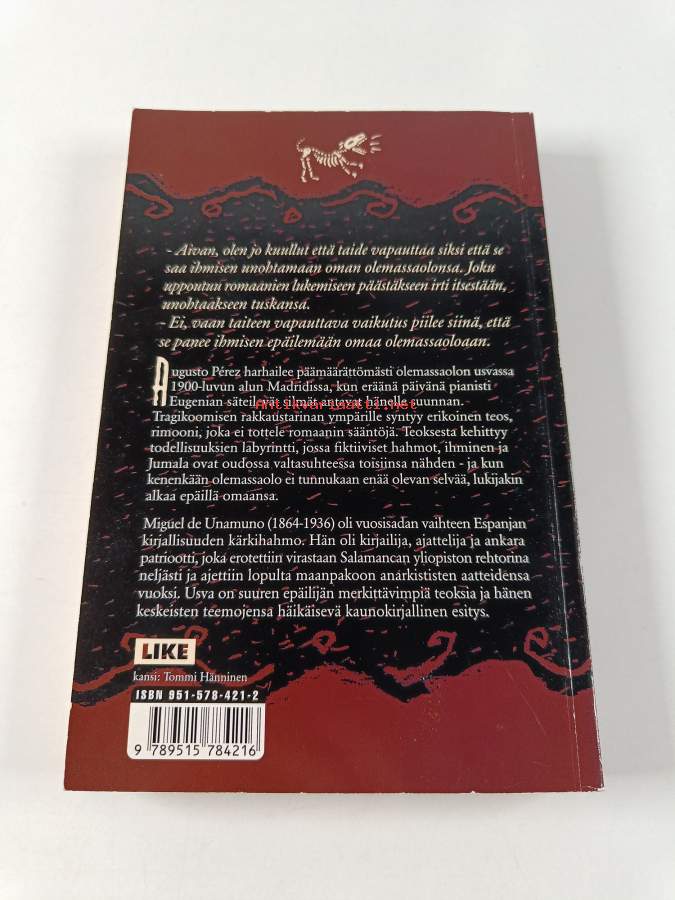 - Aivan, olen jo kuullut että taide vapauttaa siksi että se
saa ihmisen unohtamaan oman olemassaolonsa. Joku
uppoutuu romaanien lukemiseen päästäkseen irti itsestään,
unohtaakseen tuskansa.
- Ei, vaan taiteen vapauttava vaikutus piilee siinä, että
se panee ihmisen epäilemään omaa olemassaoloaan.
Augusto Pérez harhailee päämäärättömästi olemassaolon usvassa
1900-luvun alun Madridissa, kun eräänä päivänä pianisti
Eugenian säteilevät silmät antavat hänelle suunnan.
Antikvariaatti.net
Tragikoomisen rakkaustarinan ympärille syntyy erikoinen teos,
rimooni, joka ei tottele romaanin sääntöjä. Teoksesta kehittyy
todellisuuksien labyrintti, jossa fiktiiviset hahmot, ihminen ja
Jumala ovat oudossa valtasuhteessa toisiinsa nähden - ja kun
kenenkään olemassaolo ei tunnukaan enää olevan selvää, lukijakin
alkaa epäillä omaansa.
Miguel de Unamuno (1864-1936) oli vuosisadan vaihteen Espanjan
kirjallisuuden kärkihahmo. Hän oli kirjailija, ajattelija ja ankara
patriootti, joka erotettiin virastaan Salamancan yliopiston rehtorina
neljästi ja ajettiin lopulta maanpakoon anarkististen aatteidensa
vuoksi. Usva on suuren epäilijän merkittävimpiä teoksia ja hänen
keskeisten teemojensa häikäisevä kaunokirjallinen esitys.
LIKE
kansi: Tommi Hänninen
ISBN 951-578-421-2
9 789515 784216